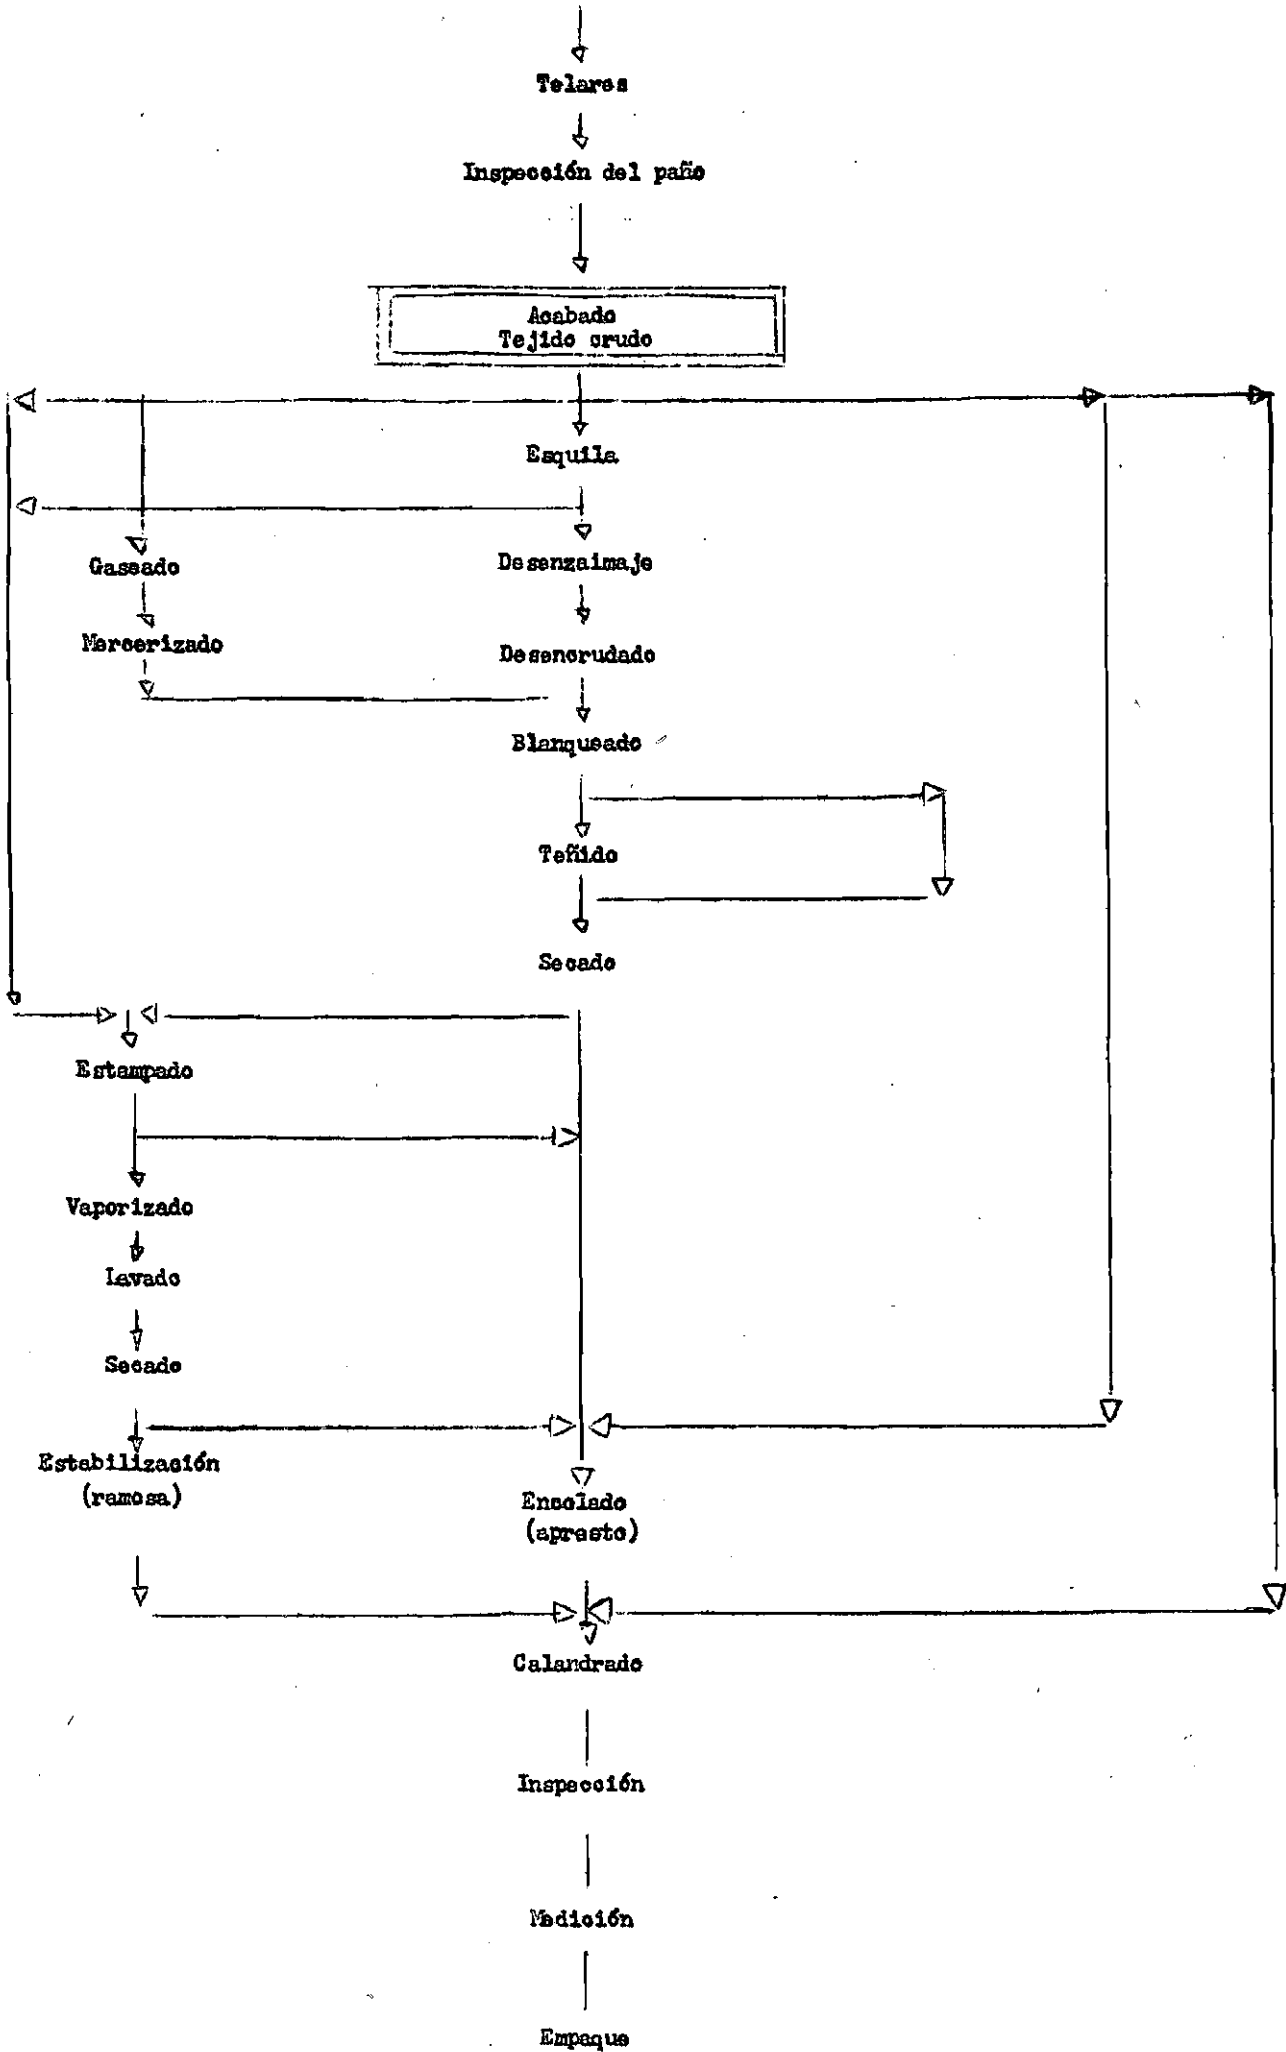 Telares
Inspección del paño
Acabado
Tejido crudo
Esquila
Gaseado
Desenzaimaje
Mercerizado
Desencrudado
Blanqueado
Teñido
Secado
Estampado
Vaporizado
Lavado
Secado
Estabilización
(ramosa)
Encolado
(apresto)
Calandrado
Inspección
Medición
Empaque